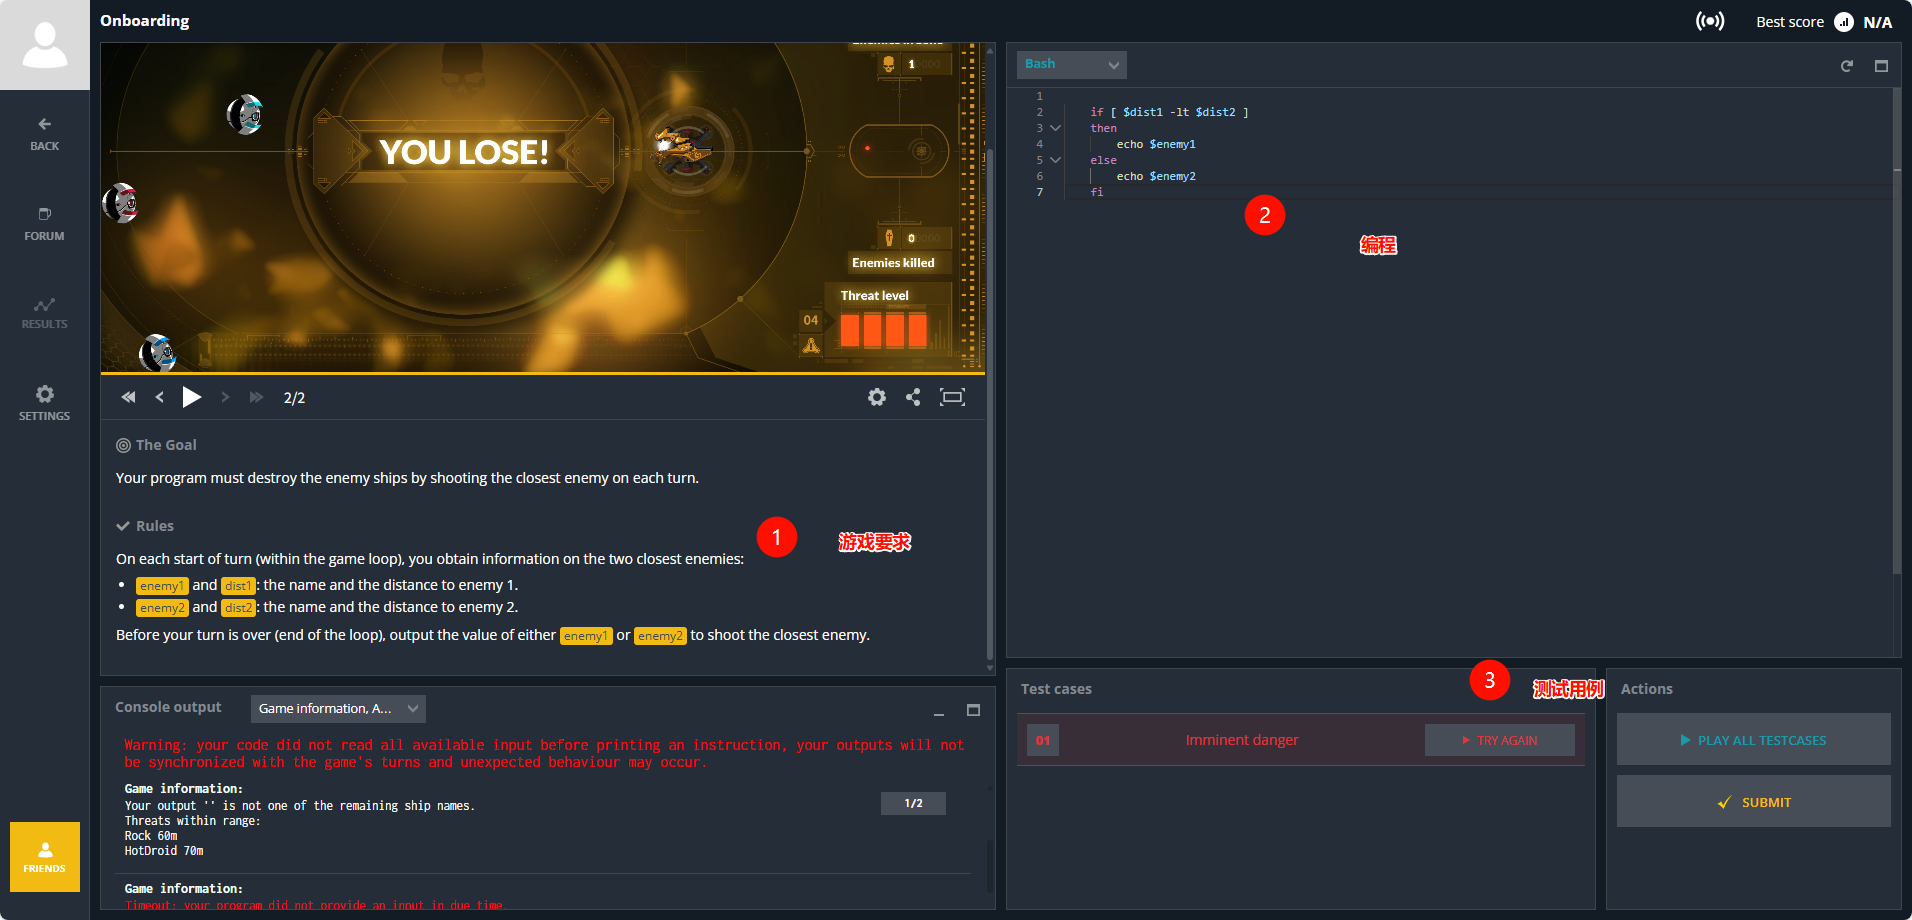 Onboarding
Best score N/A
BACK
FORUM
RESULTS
SETTINGS
FRIENDS
1
YOU LOSE!
0
Enemies killed
Threat level
04
2/2
The Goal
Your program must destroy the enemy ships by shooting the closest enemy on each turn.
Rules
On each start of turn (within the game loop), you obtain information on the two closest enemies:
• enemy1 and dist1: the name and the distance to enemy 1.
• enemy2 and dist2: the name and the distance to enemy 2.
Before your turn is over (end of the loop), output the value of either enemy1 or enemy2 to shoot the closest enemy.
1
游戏要求
Console output
Game information, A...
Warning: your code did not read all available input before printing an instruction, your outputs will not
be synchronized with the game's turns and unexpected behaviour may occur.
Game information:
Your output '' is not one of the remaining ship names.
Threats within range:
Rock 60m
HotDroid 70m
1/2
Game information:
Timeout: your program did not provide an input in due time.
Bash
1
2 if [ $dist1 -lt $dist2 ]
3 then
4 echo $enemy1
5 else
6 echo $enemy2
7 fi
2
编程
Test cases
3
测试用例
01 Imminent danger TRY AGAIN
Actions
PLAY ALL TESTCASES
SUBMIT